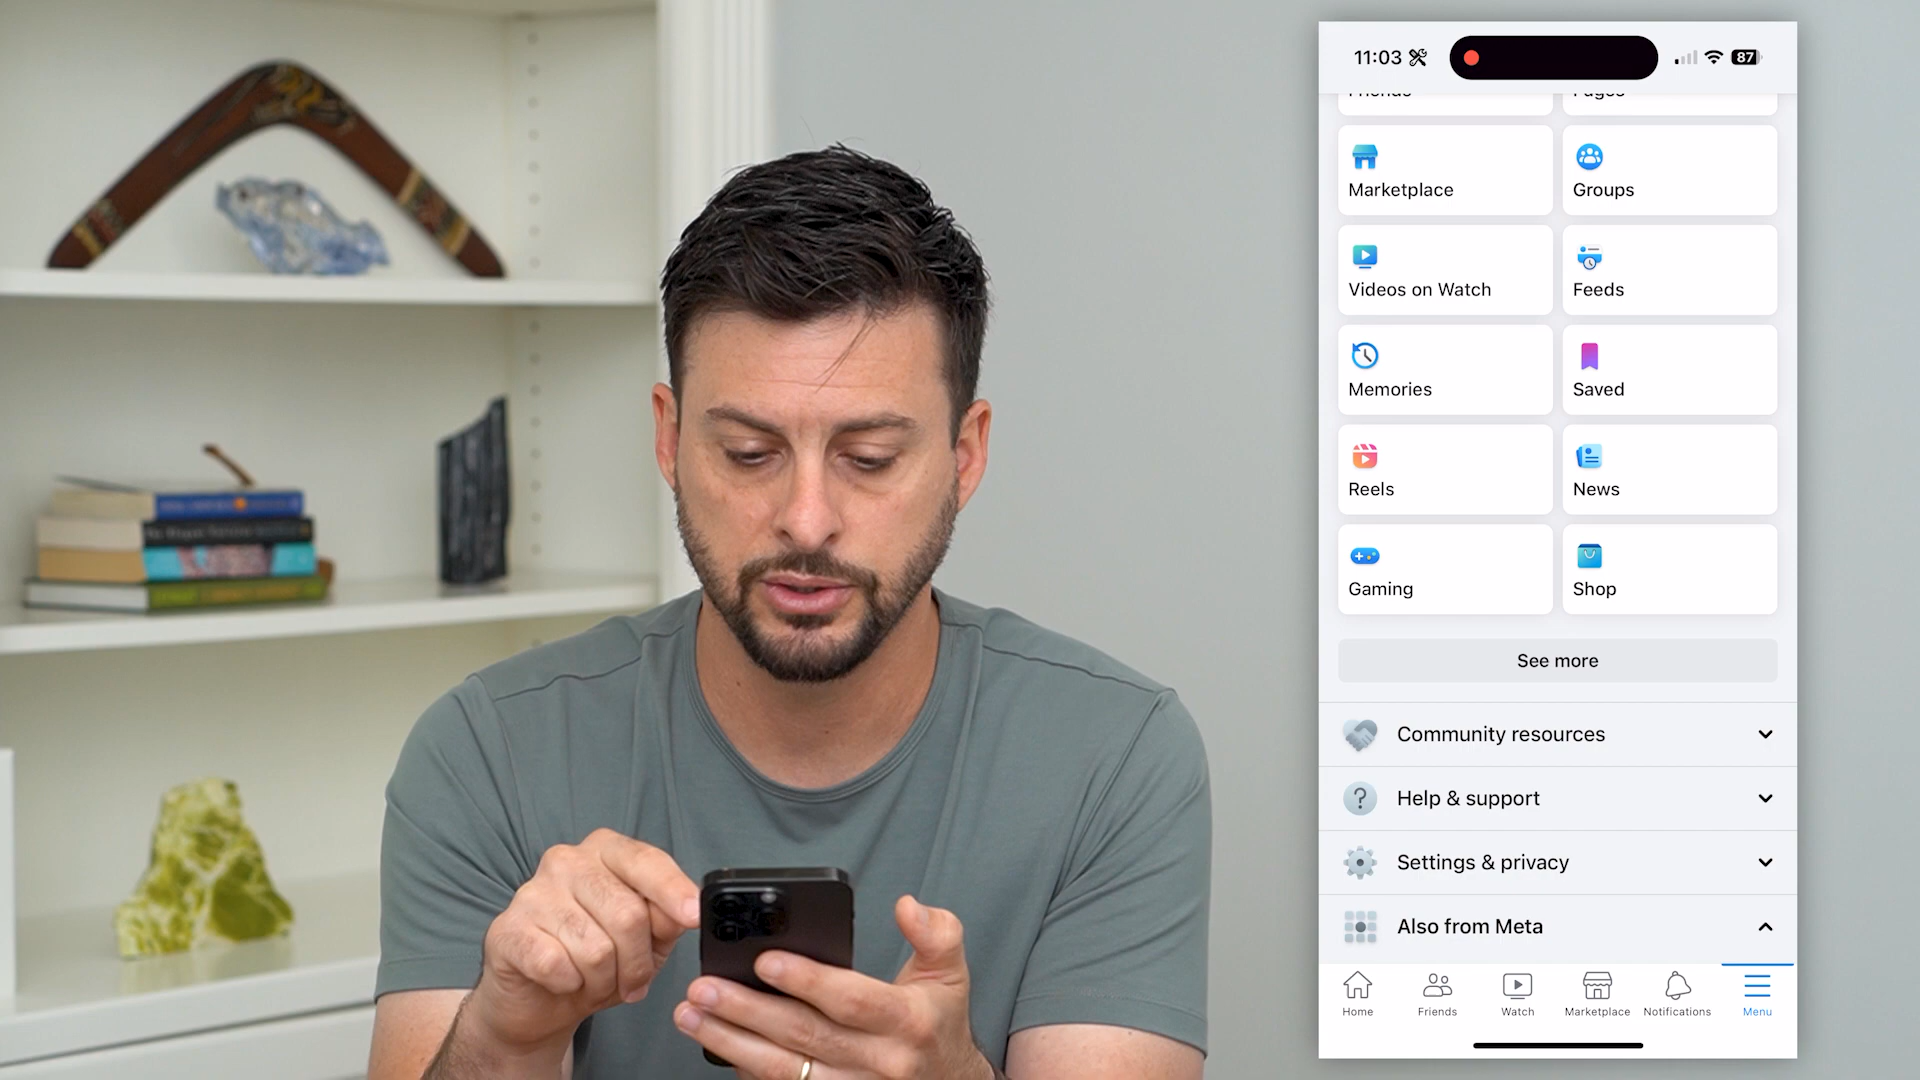 11:03
87
Marketplace
Groups
Videos on Watch
Feeds
Memories
Saved
Reels
News
Gaming
Shop
See more
Community resources
Help & support
Settings & privacy
Also from Meta
Home
Friends
Watch
Marketplace
Notifications
Menu